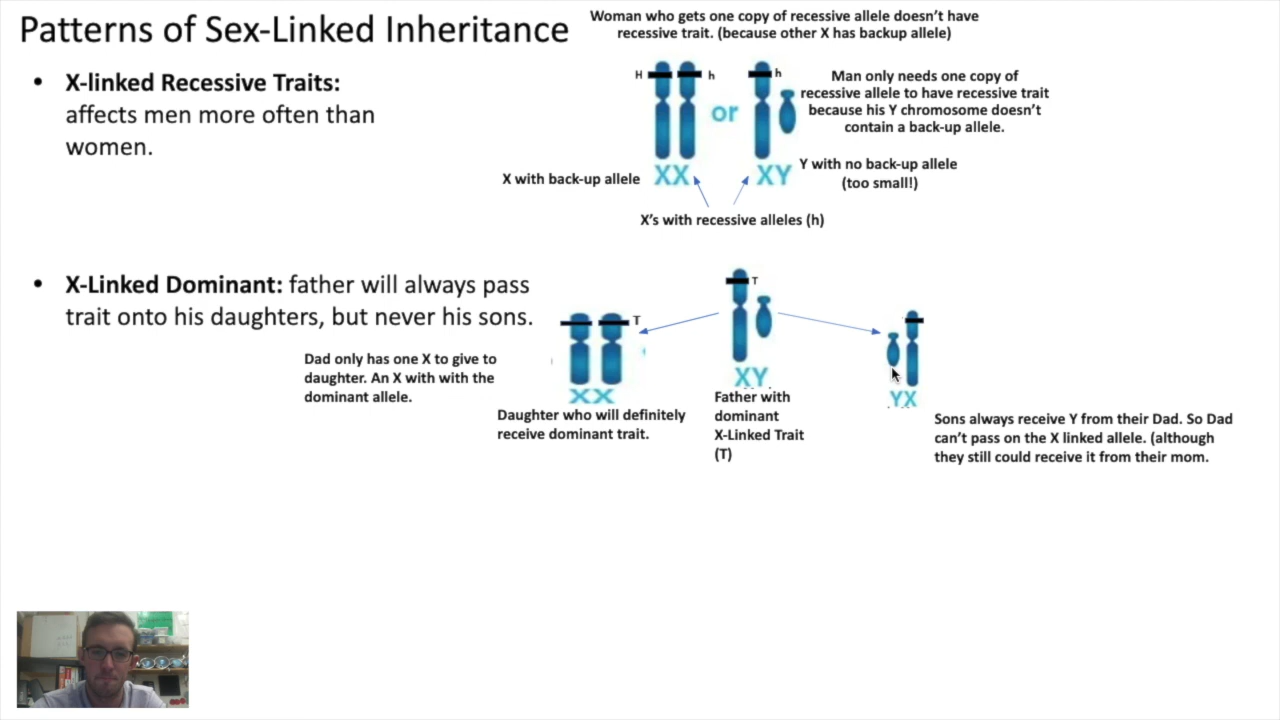 Patterns of Sex-Linked Inheritance
Woman who gets one copy of recessive allele doesn't have
recessive trait. (because other X has backup allele)
• X-linked Recessive Traits:
affects men more often than
women.
H
h
or
h
Man only needs one copy of
recessive allele to have recessive trait
because his Y chromosome doesn't
contain a back-up allele.
X with back-up allele
XX
XY
Y with no back-up allele
(too small!)
X's with recessive alleles (h)
• X-Linked Dominant: father will always pass
trait onto his daughters, but never his sons.
T
T
Dad only has one X to give to
daughter. An X with with the
dominant allele.
XX
XY
YX
Daughter who will definitely
receive dominant trait.
Father with
dominant
X-Linked Trait
(T)
Sons always receive Y from their Dad. So Dad
can't pass on the X linked allele. (although
they still could receive it from their mom.